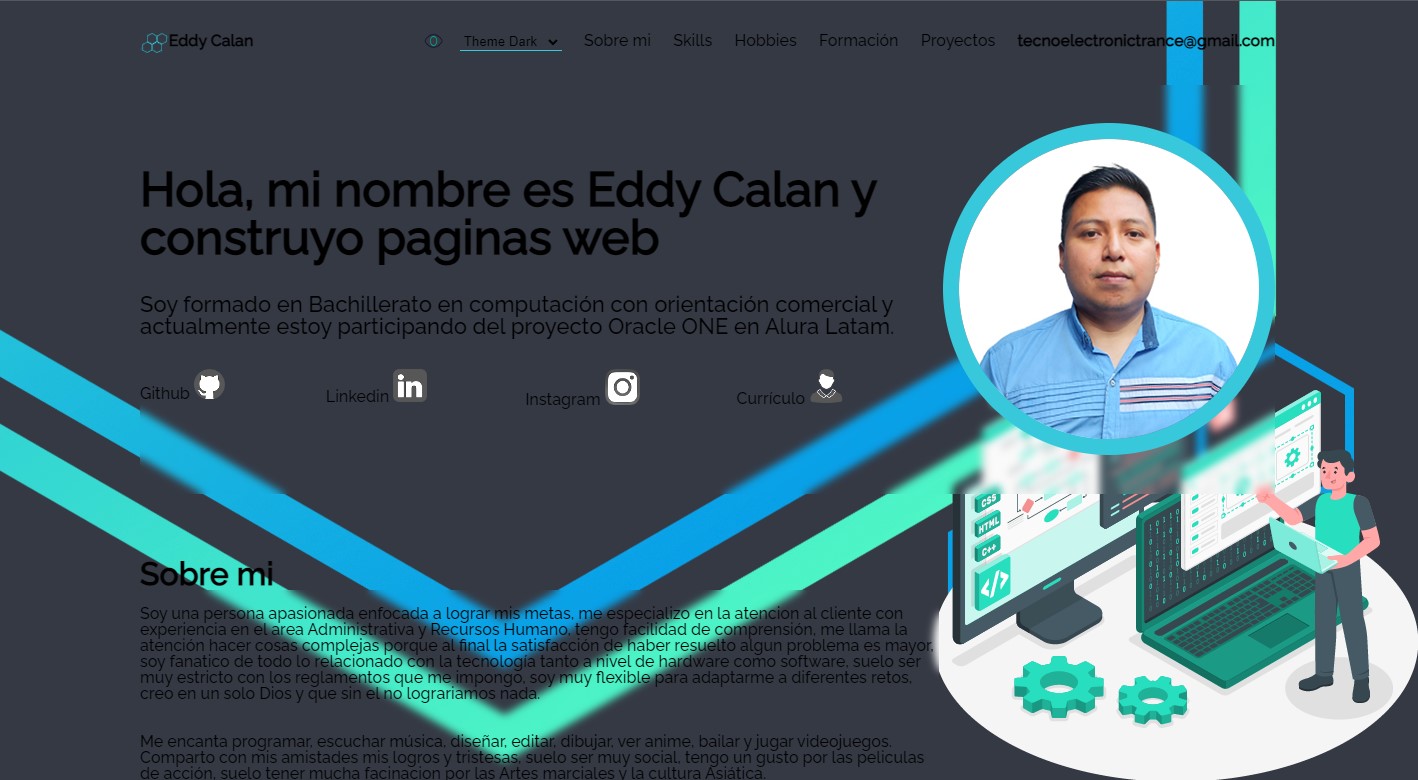 Eddy Calan
Theme Dark
Sobre mi
Skills
Hobbies
Formación
Proyectos
tecnoelectronictrance@gmail.com
Hola, mi nombre es Eddy Calan y
construyo paginas web
Soy formado en Bachillerato en computación con orientación comercial y
actualmente estoy participando del proyecto Oracle ONE en Alura Latam.
Github
Linkedin
in
Instagram
Currículo
CSS
HTML
C++
</>
Sobre mi
Soy una persona apasionada enfocada a lograr mis metas, me especializo en la atencion al cliente con
experiencia en el area Administrativa y Recursos Humano, tengo facilidad de comprensión, me llama la
atención hacer cosas complejas porque al final la satisfacción de haber resuelto algun problema es mayor,
soy fanatico de todo lo relacionado con la tecnología tanto a nivel de hardware como software, suelo ser
muy estricto con los reglamentos que me impongo, soy muy flexible para adaptarme a diferentes retos,
creo en un solo Dios y que sin el no lograriamos nada.
Me encanta programar, escuchar música, diseñar, editar, dibujar, ver anime, bailar y jugar videojuegos.
Comparto con mis amistades mis logros y tristesas, suelo ser muy social, tengo un gusto por las peliculas
de acción, suelo tener mucha facinacion por las Artes marciales y la cultura Asiática.